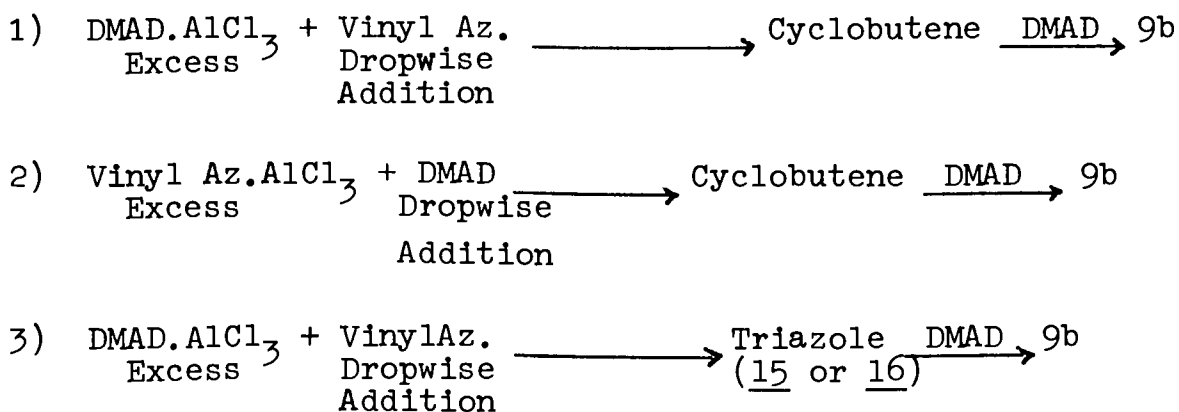 1) DMAD.AlCl3 + Vinyl Az. Cyclobutene DMAD 9b
Excess Dropwise
Addition
2) Vinyl Az.AlCl3 + DMAD Cyclobutene DMAD 9b
Excess Dropwise
Addition
3) DMAD.AlCl3 + VinylAz. Triazole DMAD 9b
Excess Dropwise (15 or 16)
Addition